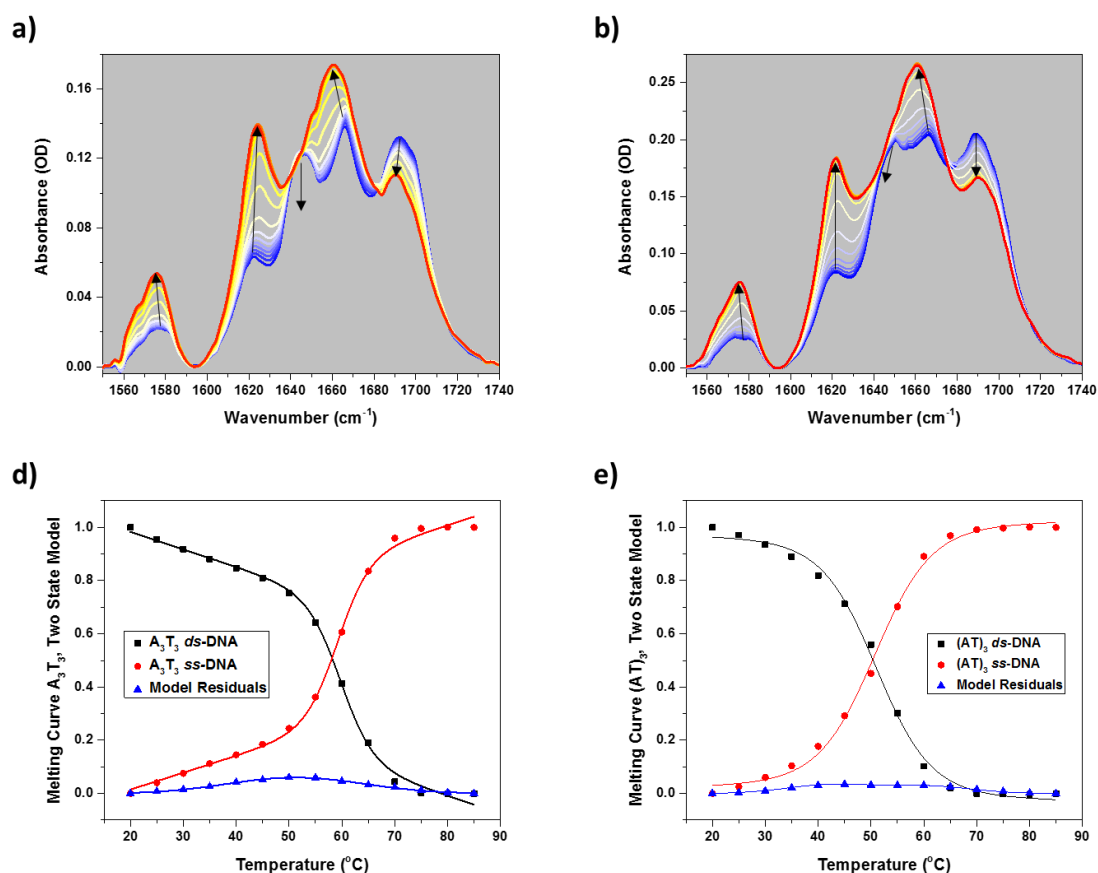 a)
b)
Absorbance (OD)
0.16
0.12
0.08
0.04
0.00
1560 1580 1600 1620 1640 1660 1680 1700 1720 1740
Wavenumber (cm⁻¹)
Absorbance (OD)
0.25
0.20
0.15
0.10
0.05
0.00
1560 1580 1600 1620 1640 1660 1680 1700 1720 1740
Wavenumber (cm⁻¹)
d)
e)
Melting Curve A₃T₃, Two State Model
1.0
0.8
0.6
0.4
0.2
0.0
A₃T₃ ds-DNA
A₃T₃ ss-DNA
Model Residuals
20 30 40 50 60 70 80 90
Temperature (°C)
Melting Curve (AT)₃, Two State Model
1.0
0.8
0.6
0.4
0.2
0.0
(AT)₃ ds-DNA
(AT)₃ ss-DNA
Model Residuals
20 30 40 50 60 70 80 90
Temperature (°C)